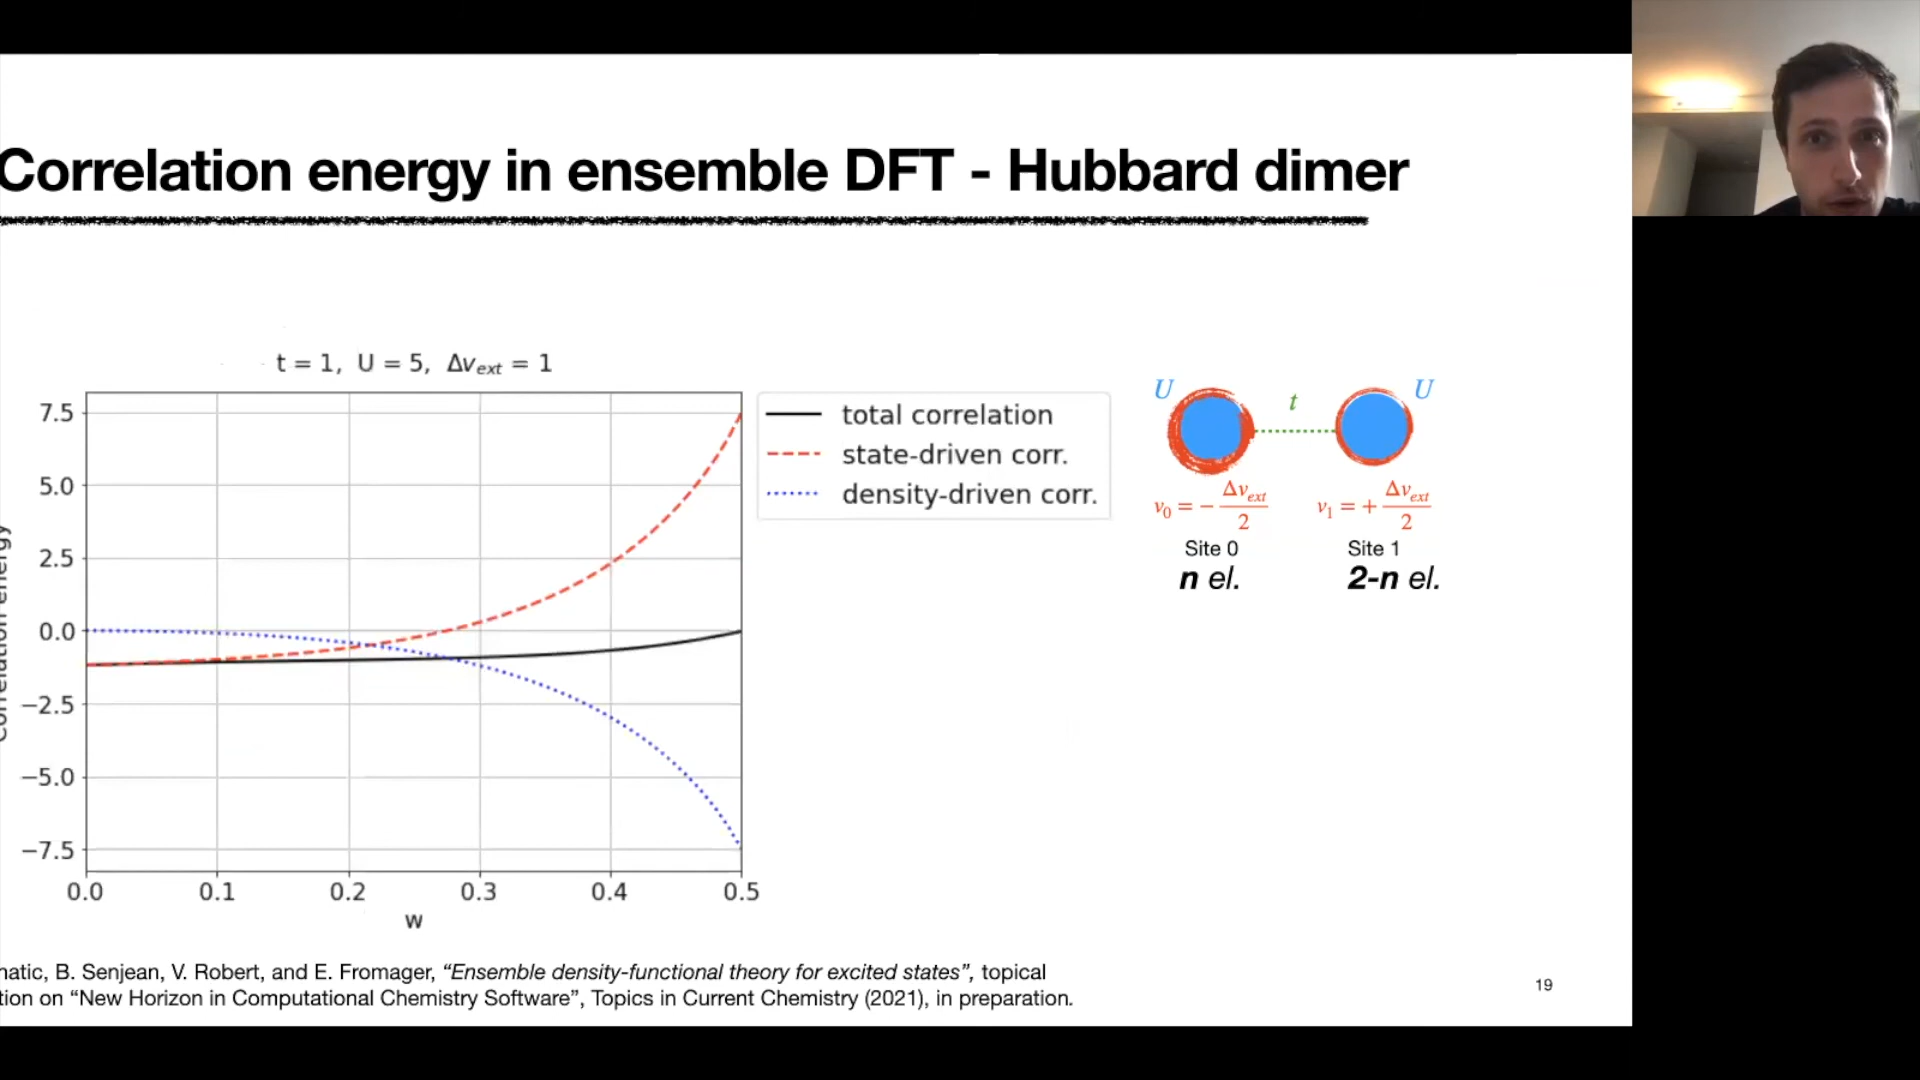 Correlation energy in ensemble DFT - Hubbard dimer
t = 1, U = 5, Δv_ext = 1
7.5
5.0
2.5
0.0
−2.5
−5.0
−7.5
0.0 0.1 0.2 0.3 0.4 0.5
w
total correlation
state-driven corr.
density-driven corr.
U t U
v_0 = − Δv_ext / 2 v_1 = + Δv_ext / 2
Site 0 Site 1
n el. 2-n el.
natic, B. Senjean, V. Robert, and E. Fromager, “Ensemble density-functional theory for excited states”, topical
tion on “New Horizon in Computational Chemistry Software”, Topics in Current Chemistry (2021), in preparation.
19